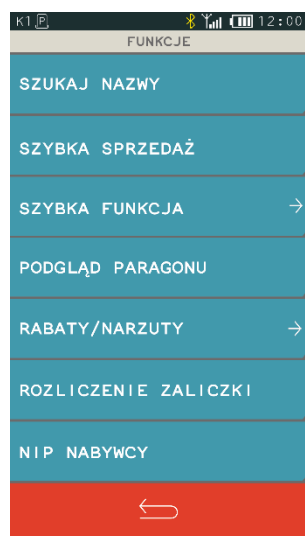 K1 P 12:00
FUNKCJE
SZUKAJ NAZWY
SZYBKA SPRZEDAŻ
SZYBKA FUNKCJA
PODGLĄD PARAGONU
RABATY/NARZUTY
ROZLICZENIE ZALICZKI
NIP NABYWCY